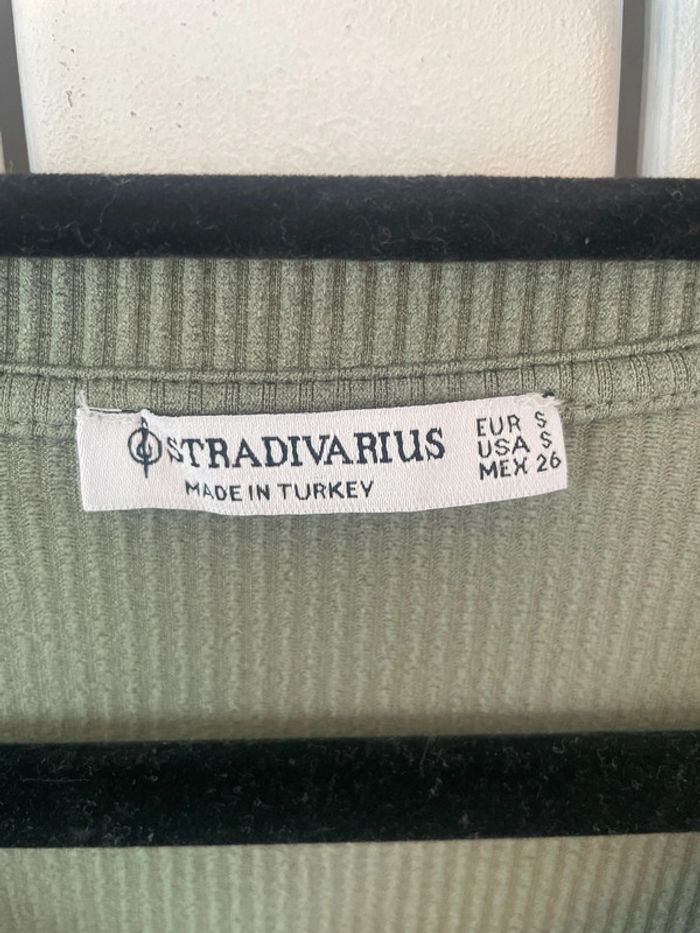 STRADIVARIUS
MADE IN TURKEY
EUR S
USA S
MEX 26